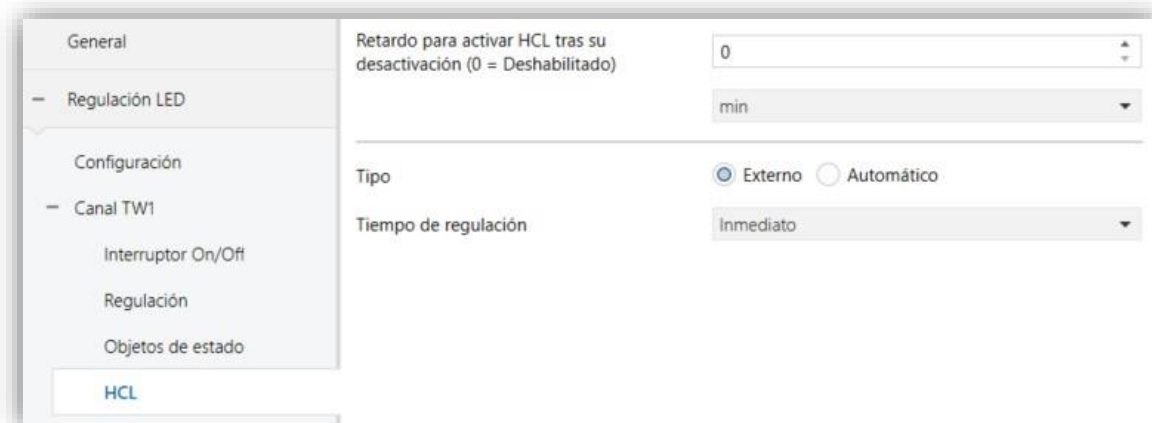 General
Regulación LED
Configuración
Canal TW1
Interruptor On/Off
Regulación
Objetos de estado
HCL
Retardo para activar HCL tras su
desactivación (0 = Deshabilitado)
0
min
Tipo
Externo
Automático
Tiempo de regulación
Inmediato